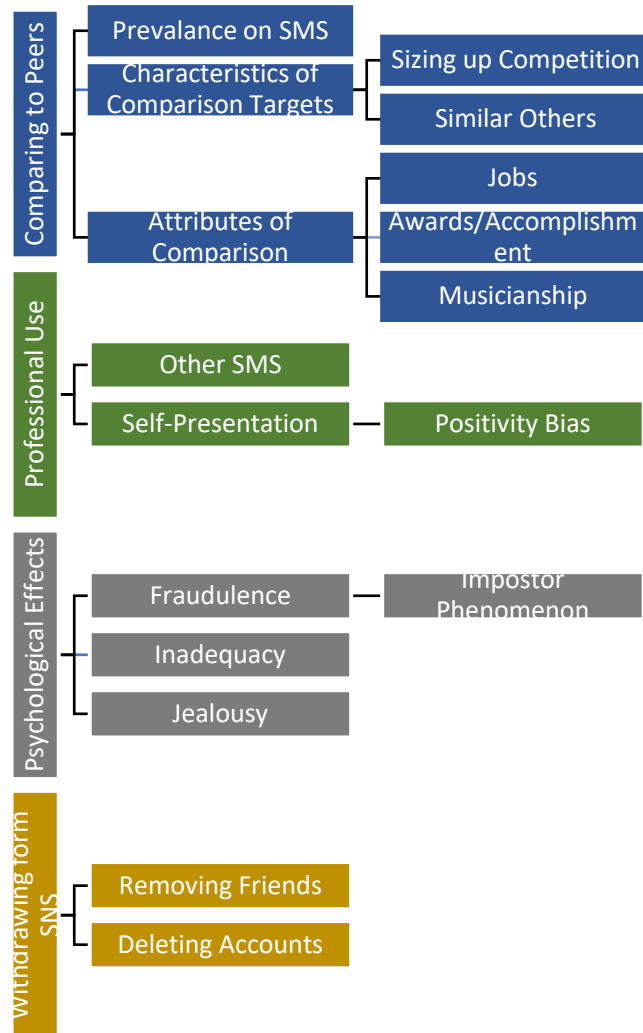 Comparing to Peers
Prevalance on SMS
Characteristics of
Comparison Targets
Sizing up Competition
Similar Others
Attributes of
Comparison
Jobs
Awards/Accomplishm
ent
Musicianship
Professional Use
Other SMS
Self-Presentation
Positivity Bias
Psychological Effects
Fraudulence
Impostor
Phenomenon
Inadequacy
Jealousy
Withdrawing form
SNS
Removing Friends
Deleting Accounts